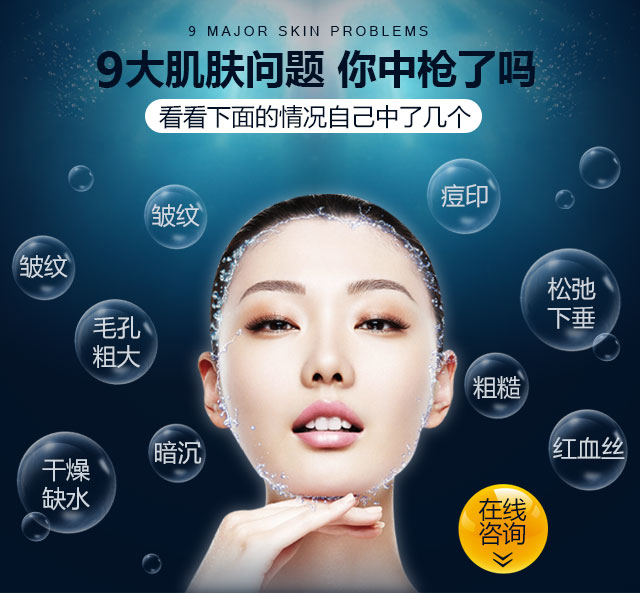 9 MAJOR SKIN PROBLEMS
9大肌肤问题 你中枪了吗
看看下面的情况自己中了几个
皱纹
痘印
皱纹
松弛
下垂
毛孔
粗大
粗糙
暗沉
红血丝
干燥
缺水
在线
咨询